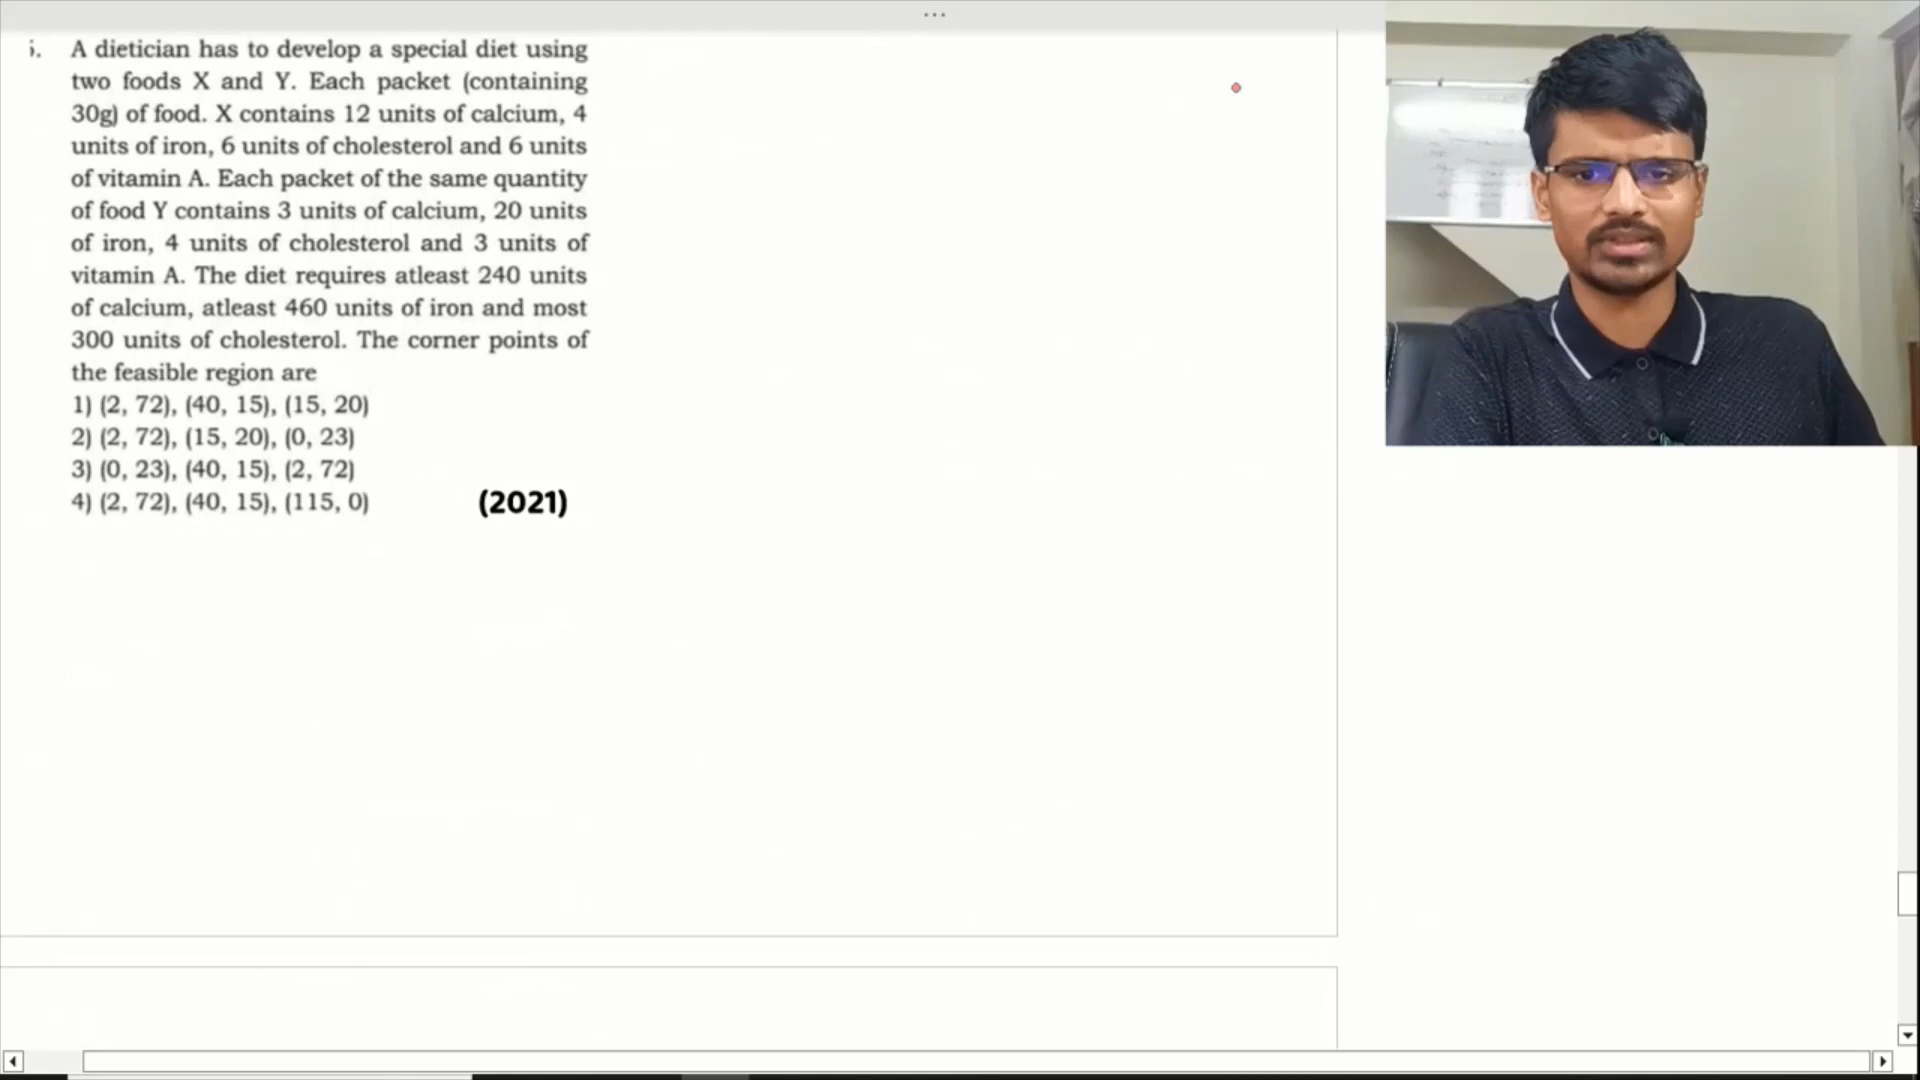 A dietician has to develop a special diet using
two foods X and Y. Each packet (containing
30g) of food. X contains 12 units of calcium, 4
units of iron, 6 units of cholesterol and 6 units
of vitamin A. Each packet of the same quantity
of food Y contains 3 units of calcium, 20 units
of iron, 4 units of cholesterol and 3 units of
vitamin A. The diet requires atleast 240 units
of calcium, atleast 460 units of iron and most
300 units of cholesterol. The corner points of
the feasible region are
1) (2, 72), (40, 15), (15, 20)
2) (2, 72), (15, 20), (0, 23)
3) (0, 23), (40, 15), (2, 72)
4) (2, 72), (40, 15), (115, 0) (2021)